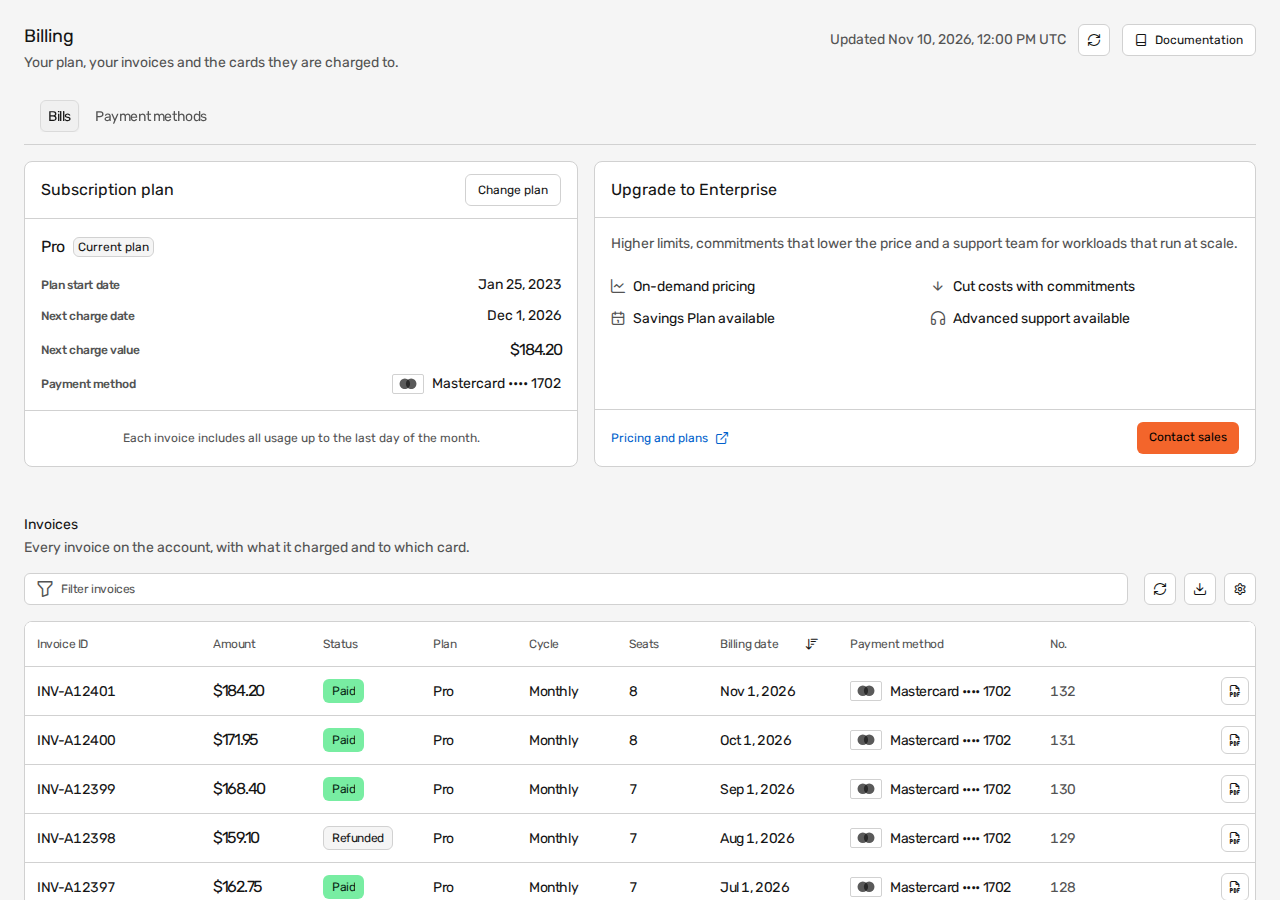 Billing
Updated Nov 10, 2026, 12:00 PM UTC
Documentation
Your plan, your invoices and the cards they are charged to.
Bills
Payment methods
Subscription plan
Change plan
Pro
Current plan
Plan start date
Jan 25, 2023
Next charge date
Dec 1, 2026
Next charge value
$184.20
Payment method
Mastercard •••• 1702
Each invoice includes all usage up to the last day of the month.
Upgrade to Enterprise
Higher limits, commitments that lower the price and a support team for workloads that run at scale.
On-demand pricing
Cut costs with commitments
Savings Plan available
Advanced support available
Pricing and plans
Contact sales
Invoices
Every invoice on the account, with what it charged and to which card.
Filter invoices
Invoice ID Amount Status Plan Cycle Seats Billing date Payment method No.
INV-A12401 $184.20 Paid Pro Monthly 8 Nov 1, 2026 Mastercard •••• 1702 132 PDF
INV-A12400 $171.95 Paid Pro Monthly 8 Oct 1, 2026 Mastercard •••• 1702 131 PDF
INV-A12399 $168.40 Paid Pro Monthly 7 Sep 1, 2026 Mastercard •••• 1702 130 PDF
INV-A12398 $159.10 Refunded Pro Monthly 7 Aug 1, 2026 Mastercard •••• 1702 129 PDF
INV-A12397 $162.75 Paid Pro Monthly 7 Jul 1, 2026 Mastercard •••• 1702 128 PDF